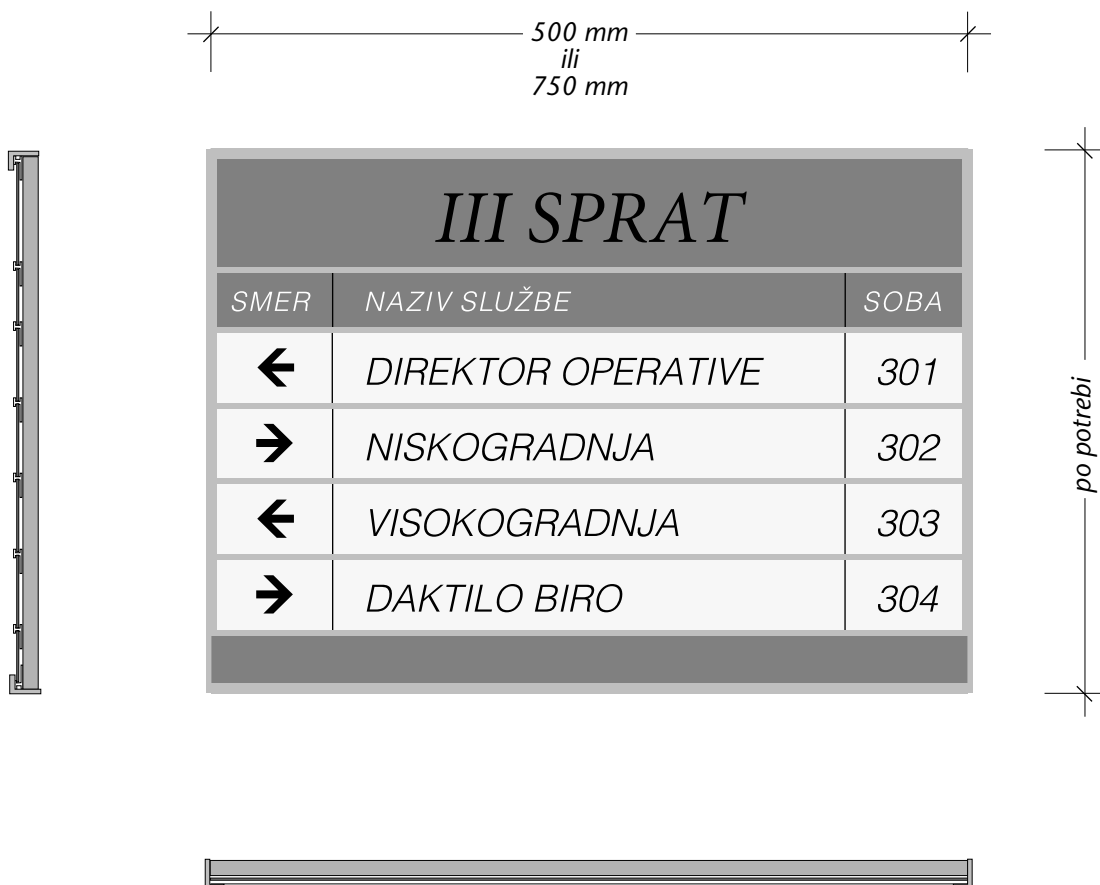 500 mm
ili
750 mm
III SPRAT
SMER NAZIV SLUŽBE SOBA
DIREKTOR OPERATIVE 301
NISKOGRADNJA 302
VISOKOGRADNJA 303
DAKTILO BIRO 304
po potrebi